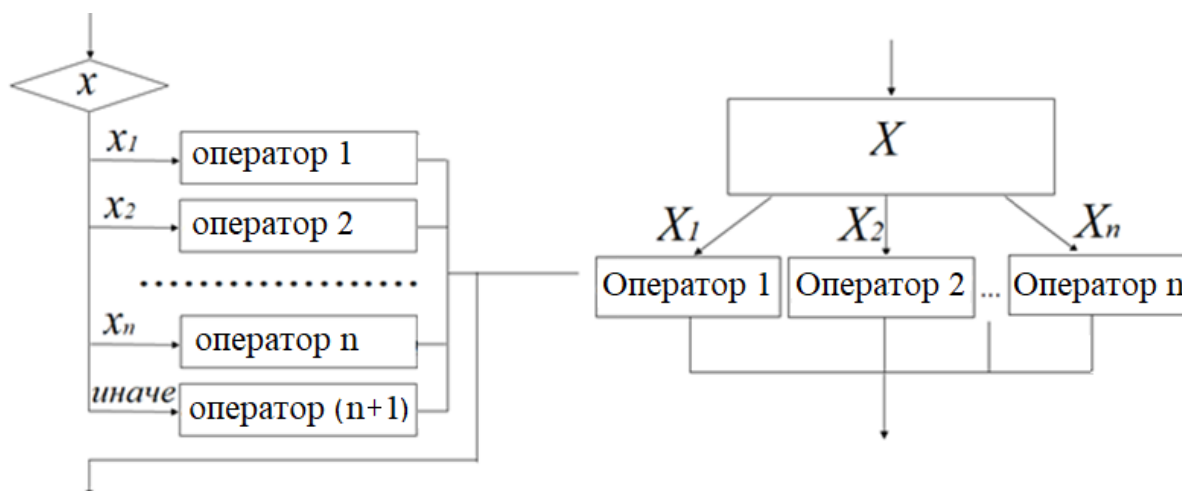 x
x1 оператор 1
x2 оператор 2
....................
xn оператор n
иначе оператор (n+1)
X
X1 X2 Xn
Оператор 1 Оператор 2 ... Оператор n